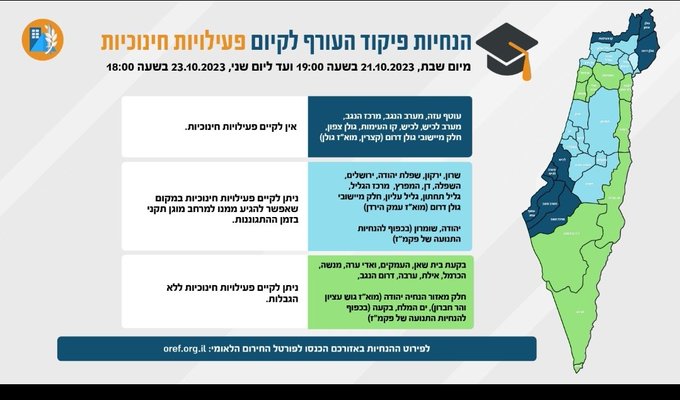 הנחיות פיקוד העורף לקיום פעילויות חינוכיות
מיום שבת, 21.10.2023 בשעה 19:00 ועד ליום שני, 23.10.2023 בשעה 18:00
עוטף עזה, מערב הנגב, מרכז הנגב,
מערב לכיש, לכיש, קו העימות, גולן צפון,
חלק מיישובי גולן דרום (קצרין, מוא"ז גולן)
אין לקיים פעילויות חינוכיות.
שרון, ירקון, שפלת יהודה, ירושלים,
השפלה, דן, המפרץ, מרכז הגליל,
גליל תחתון, גליל עליון, חלק מיישובי
גולן דרום (מוא"ז עמק הירדן)
יהודה, שומרון (בכפוף להנחיות
התנועה של פקמ"ז)
ניתן לקיים פעילויות חינוכיות במקום
שאפשר להגיע ממנו למרחב מוגן תקני
בזמן ההתגוננות.
בקעת בית שאן, העמקים, ואדי ערה, מנשה,
הכרמל, אילת, ערבה, דרום הנגב,
חלק מאזור הנחיה יהודה (מוא"ז גוש עציון
והר חברון), ים המלח, בקעה (בכפוף
להנחיות התנועה של פקמ"ז)
ניתן לקיים פעילויות חינוכיות ללא
הגבלות.
לפירוט ההנחיות באזורכם הכנסו לפורטל החירום הלאומי: oref.org.il